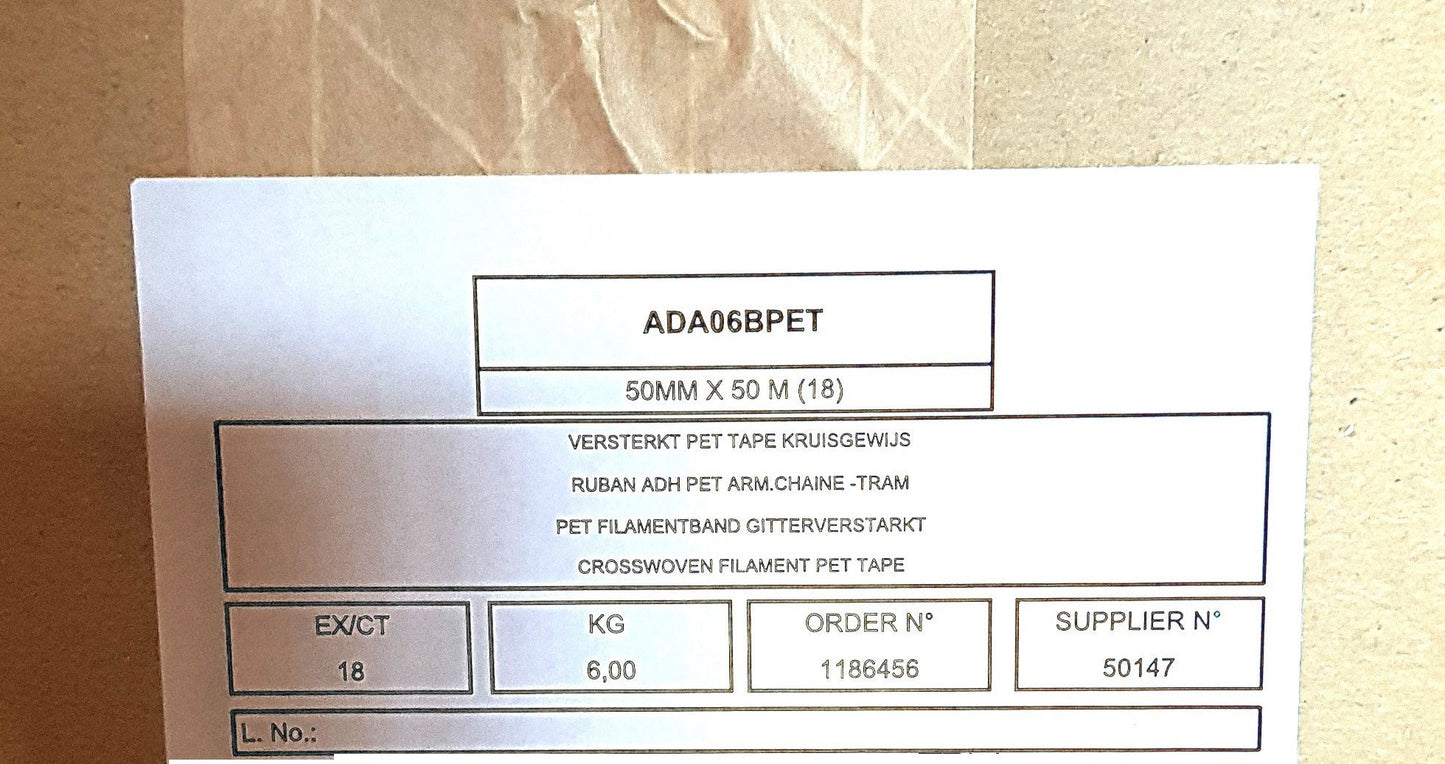 ADA06BPET
50MM X 50 M (18)
VERSTERKT PET TAPE KRUISGEWIJS
RUBAN ADH PET ARM.CHAINE -TRAM
PET FILAMENTBAND GITTERVERSTARKT
CROSSWOVEN FILAMENT PET TAPE
EX/CT KG ORDER N° SUPPLIER N°
18 6,00 1186456 50147
L. No.: